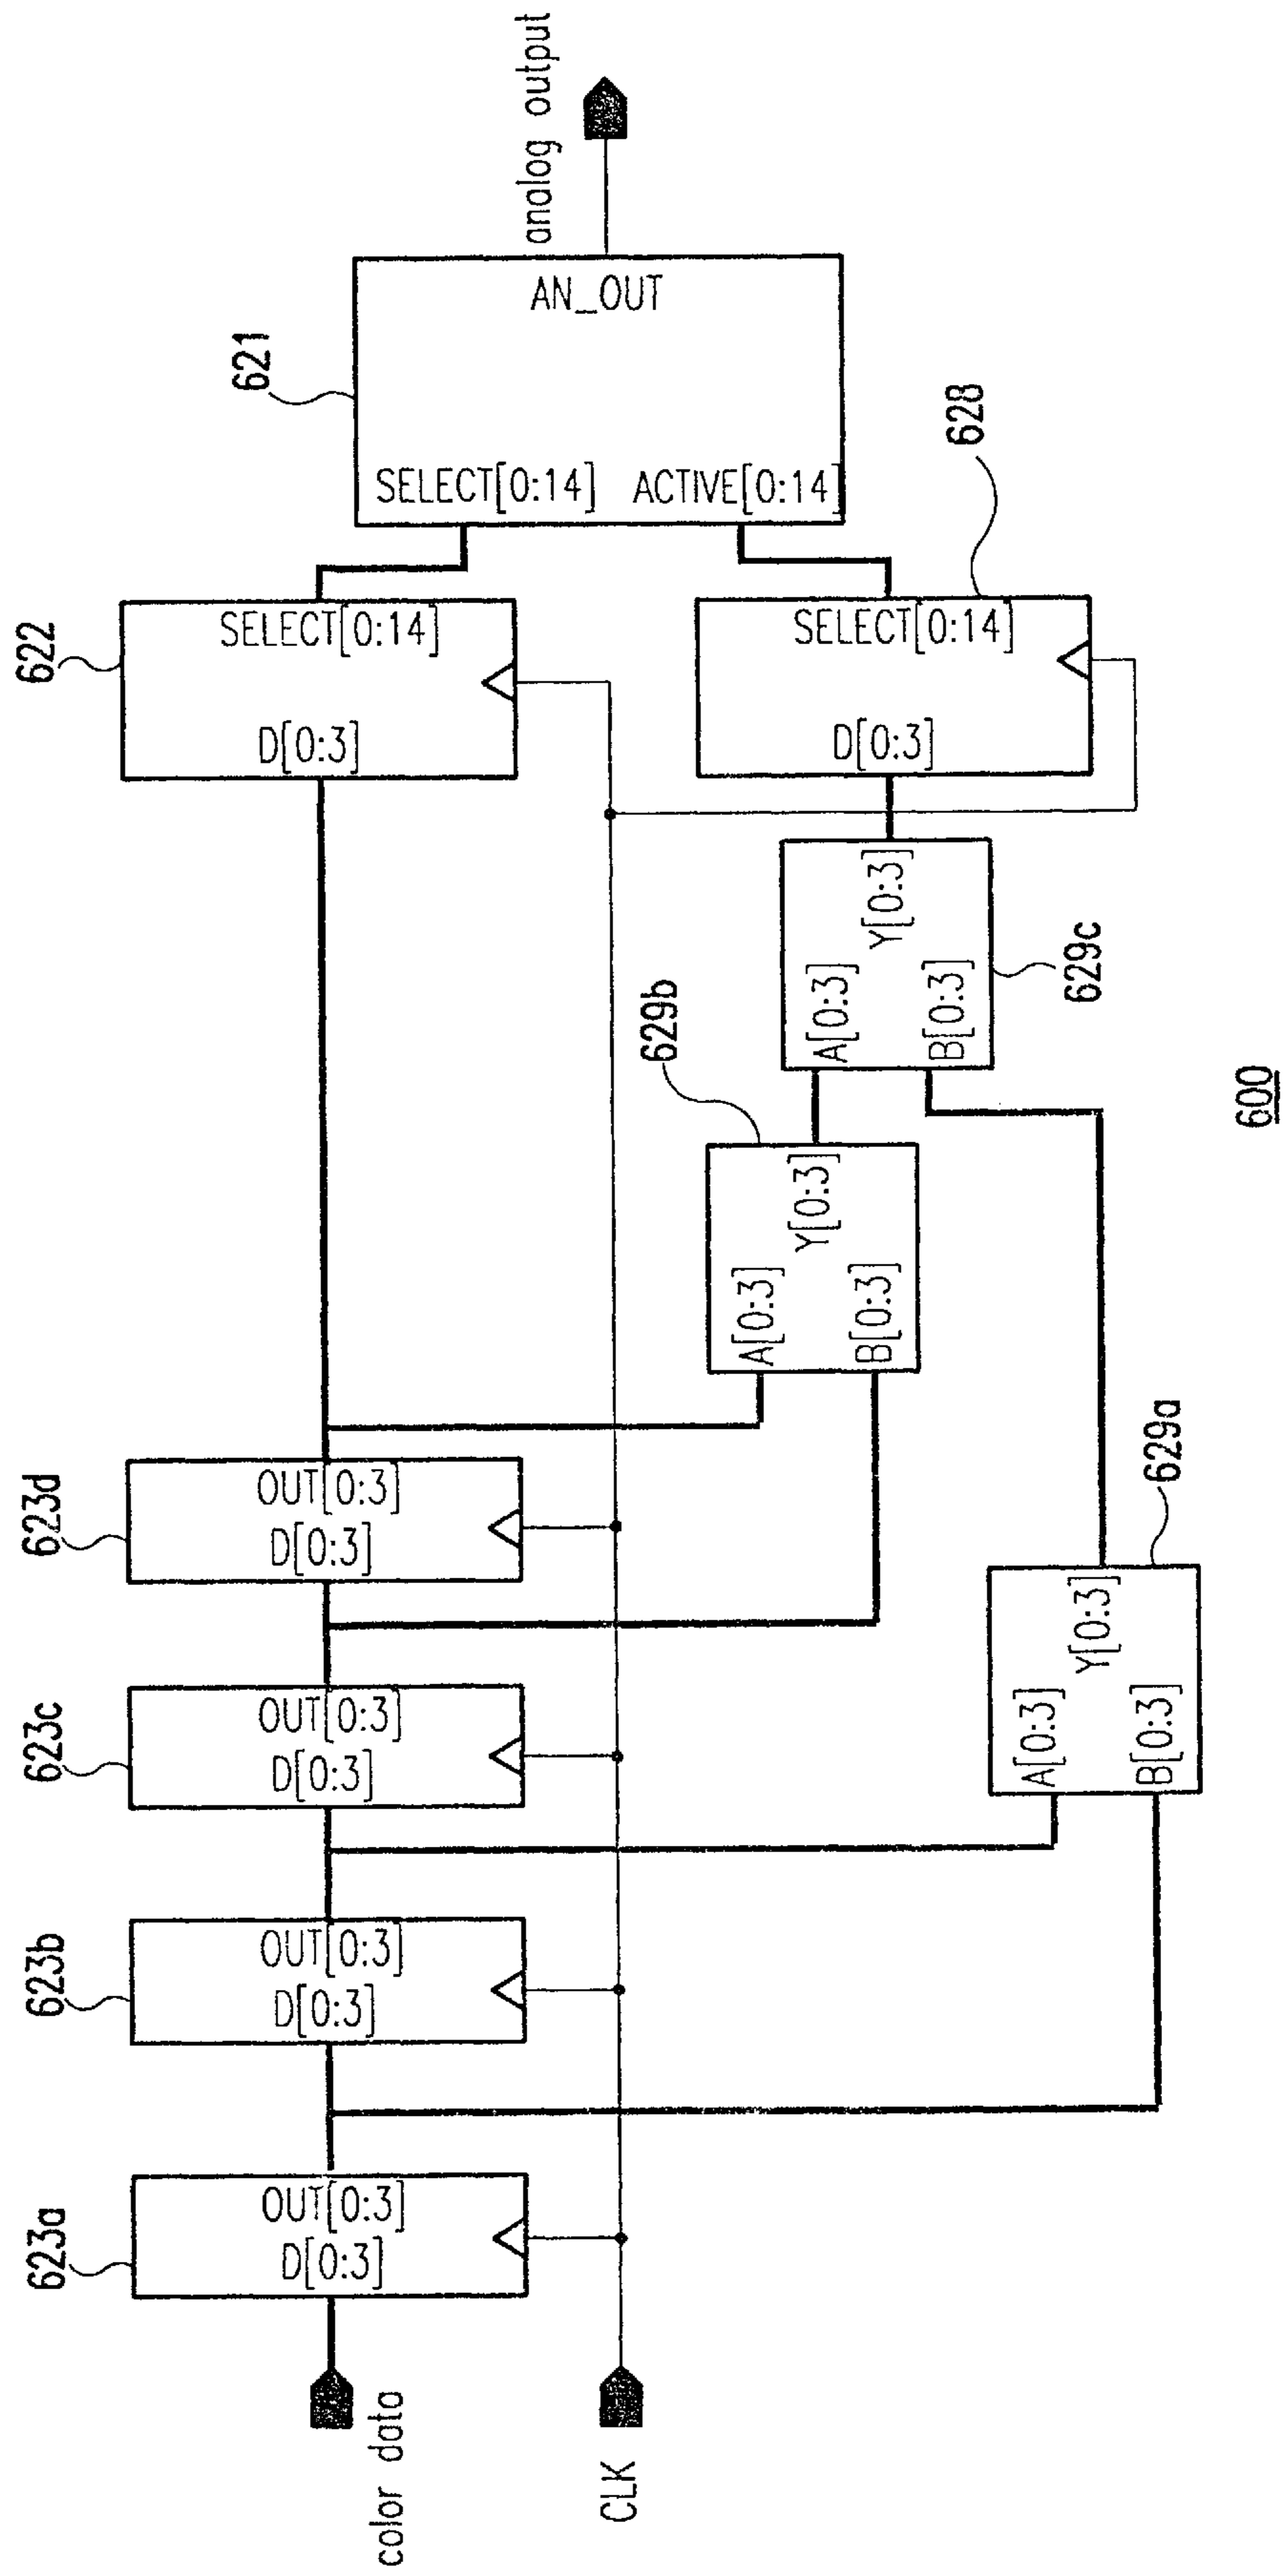 color data
CLK
623a
D[0:3]
OUT[0:3]
623b
D[0:3]
OUT[0:3]
623c
D[0:3]
OUT[0:3]
623d
D[0:3]
OUT[0:3]
629a
A[0:3]
B[0:3]
Y[0:3]
629b
A[0:3]
B[0:3]
Y[0:3]
629c
A[0:3]
B[0:3]
Y[0:3]
622
D[0:3]
SELECT[0:14]
628
D[0:3]
SELECT[0:14]
621
SELECT[0:14]
ACTIVE[0:14]
AN_OUT
analog output
600